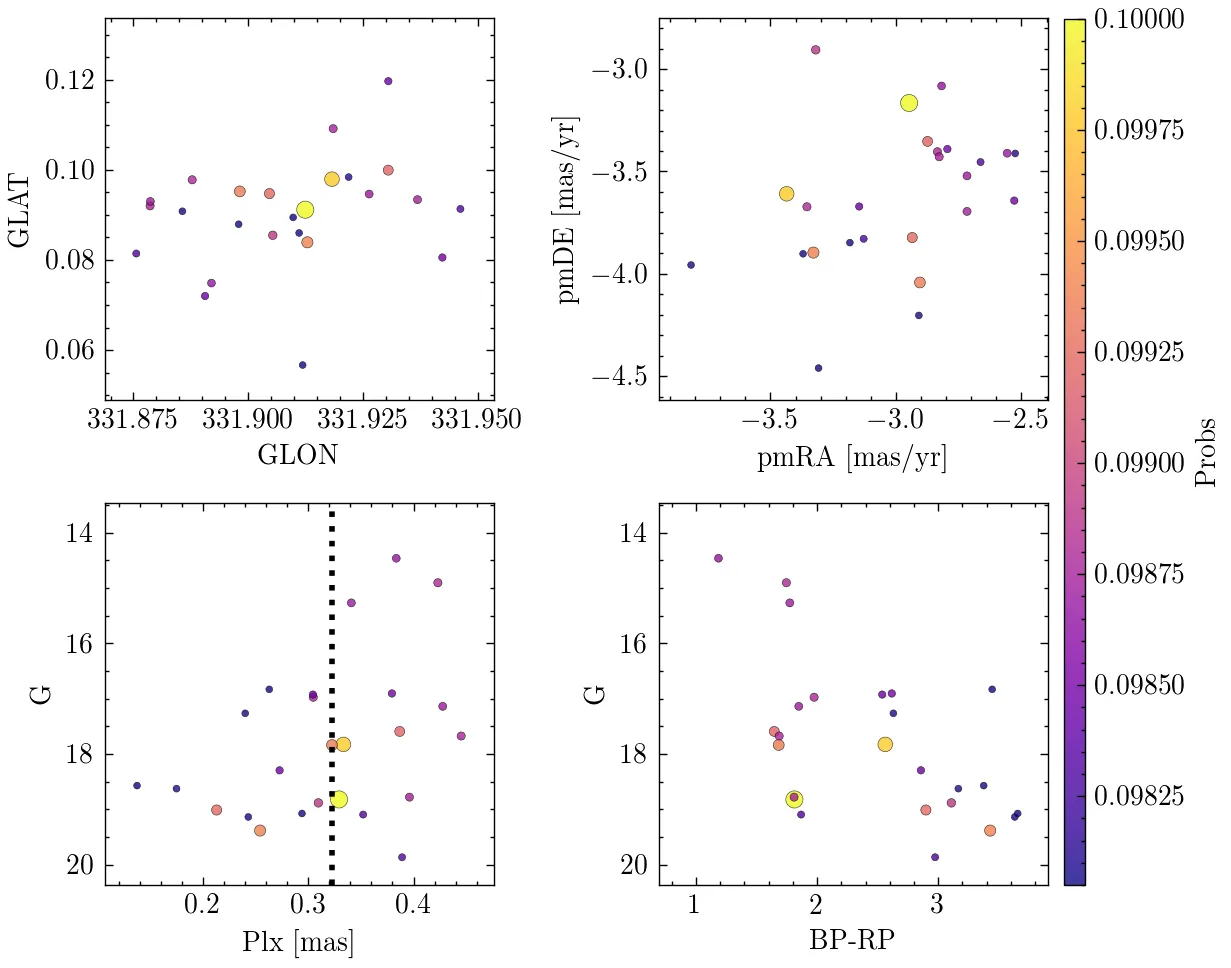 0.12
0.10
0.08
0.06
GLAT
331.875 331.900 331.925 331.950
GLON
−3.0
−3.5
−4.0
−4.5
pmDE [mas/yr]
−3.5 −3.0 −2.5
pmRA [mas/yr]
14
16
18
20
G
0.2 0.3 0.4
Plx [mas]
14
16
18
20
G
1 2 3
BP-RP
0.10000
0.09975
0.09950
0.09925
0.09900
0.09875
0.09850
0.09825
Probs